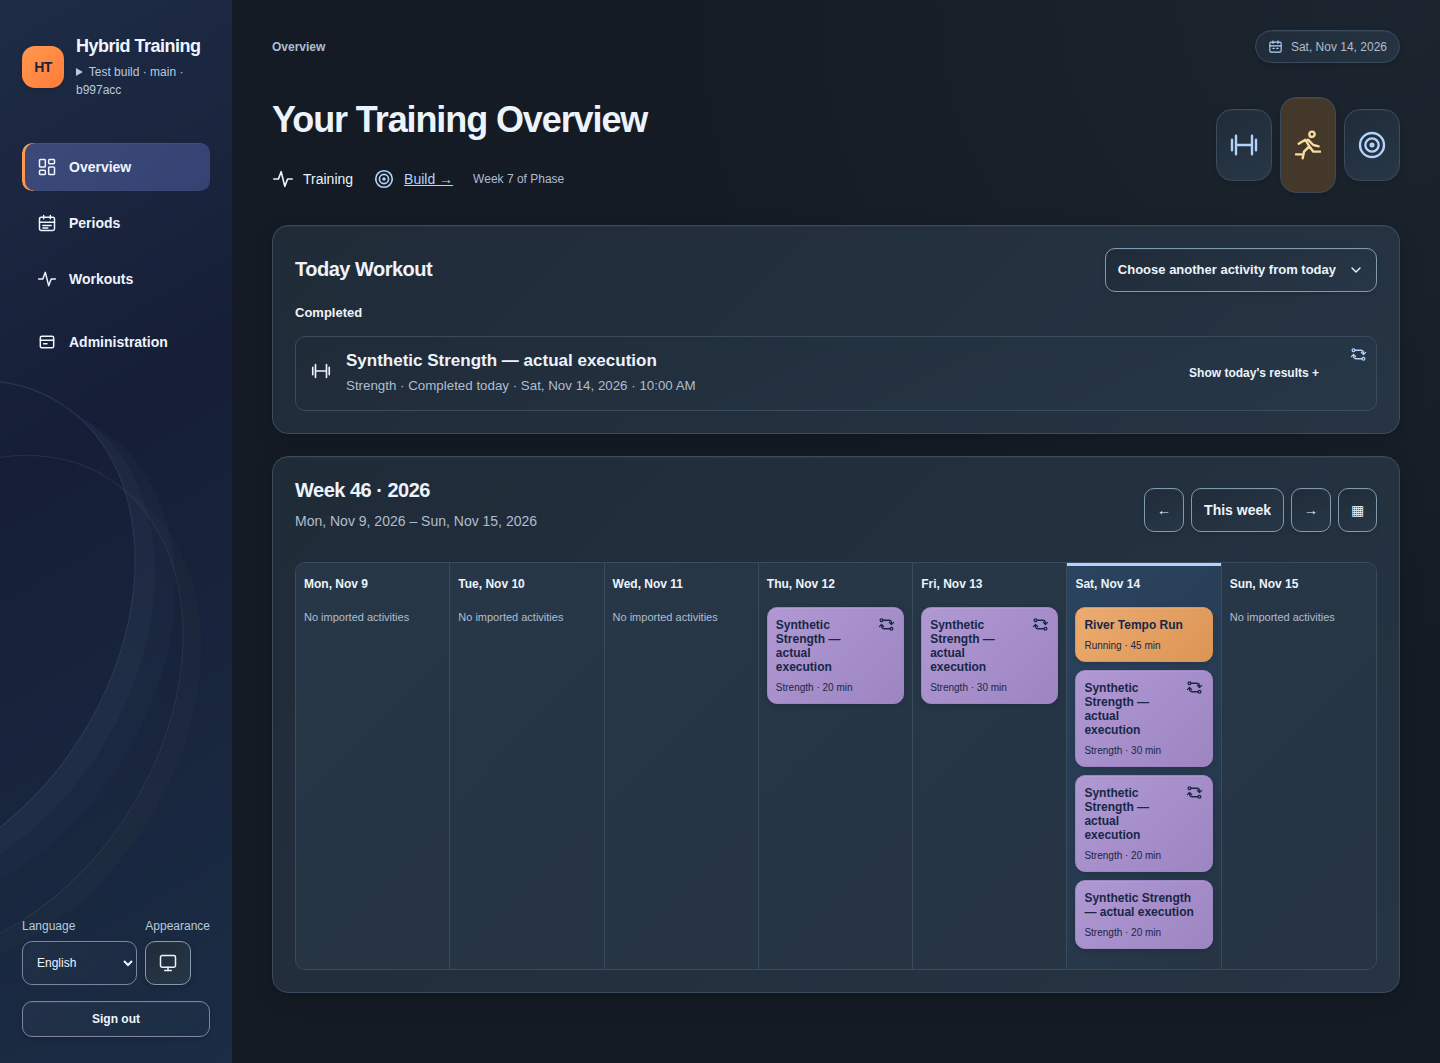 HT
Hybrid Training
▶ Test build · main ·
b997acc
Overview
Periods
Workouts
Administration
Language
Appearance
English
Sign out
Overview
Sat, Nov 14, 2026
Your Training Overview
Training
Build →
Week 7 of Phase
Today Workout
Choose another activity from today
Completed
Synthetic Strength — actual execution
Strength · Completed today · Sat, Nov 14, 2026 · 10:00 AM
Show today's results +
Week 46 · 2026
Mon, Nov 9, 2026 – Sun, Nov 15, 2026
←
This week
→
Mon, Nov 9
No imported activities
Tue, Nov 10
No imported activities
Wed, Nov 11
No imported activities
Thu, Nov 12
Synthetic
Strength —
actual
execution
Strength · 20 min
Fri, Nov 13
Synthetic
Strength —
actual
execution
Strength · 30 min
Sat, Nov 14
River Tempo Run
Running · 45 min
Synthetic
Strength —
actual
execution
Strength · 30 min
Synthetic
Strength —
actual
execution
Strength · 20 min
Synthetic Strength
— actual execution
Strength · 20 min
Sun, Nov 15
No imported activities